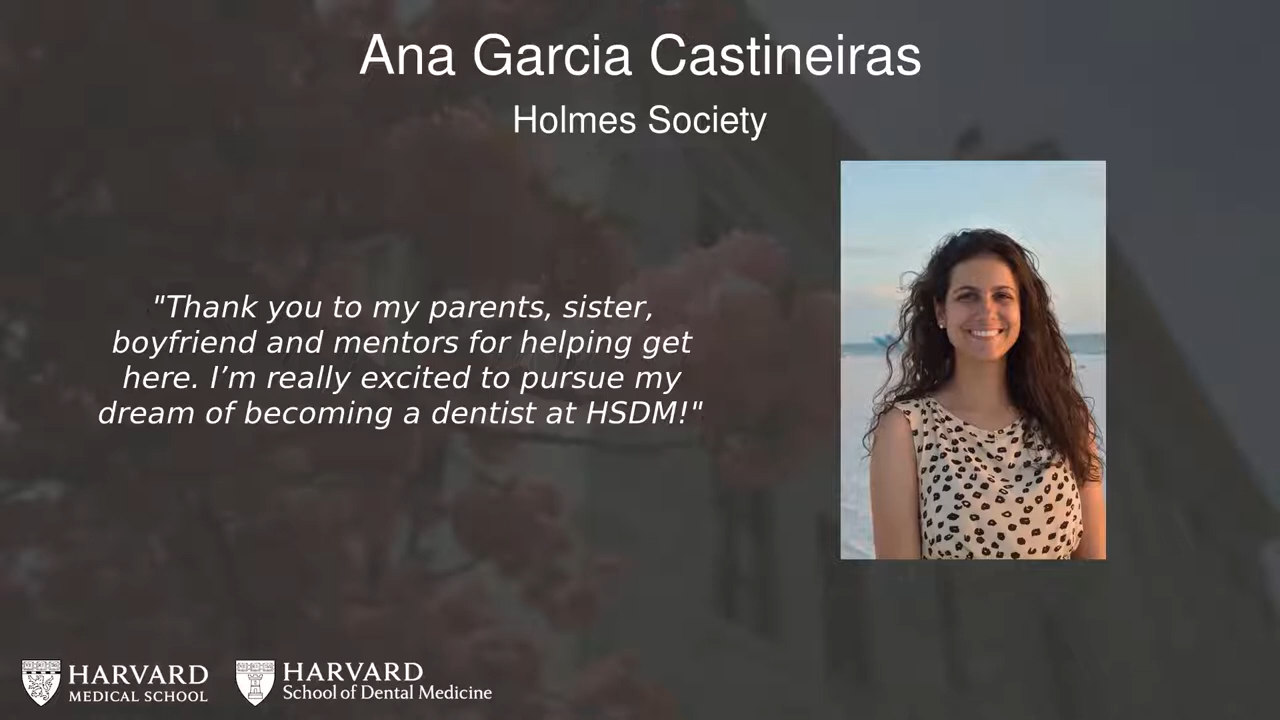 Ana Garcia Castineiras
Holmes Society
"Thank you to my parents, sister,
boyfriend and mentors for helping get
here. I’m really excited to pursue my
dream of becoming a dentist at HSDM!"
HARVARD
MEDICAL SCHOOL
HARVARD
School of Dental Medicine